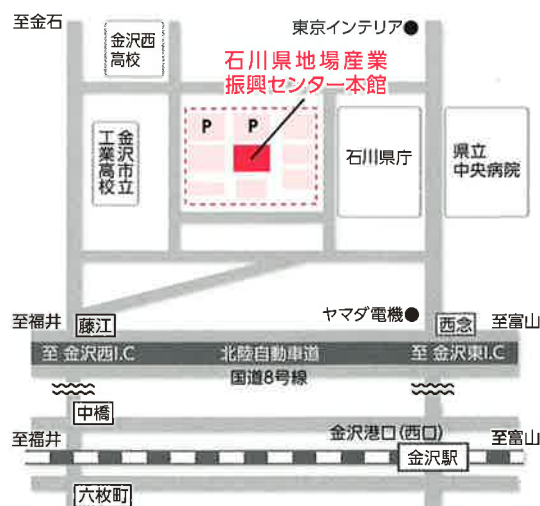 至金石
東京インテリア
金沢西
高校
石川県地場産業
振興センター本館
P
P
金沢市立
工業高校
石川県庁
県立
中央病院
ヤマダ電機
至福井
藤江
西念
至富山
至 金沢西I.C
北陸自動車道
至 金沢東I.C
国道8号線
中橋
金沢港口(西口)
至福井
至富山
金沢駅
六枚町